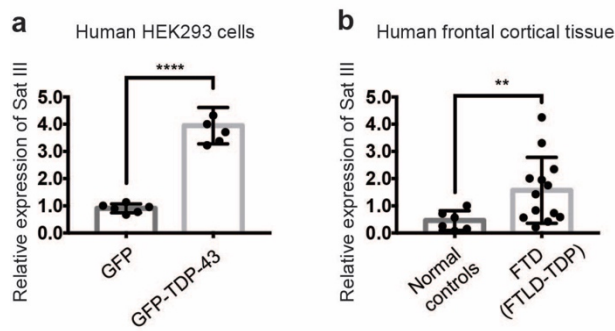 a
Human HEK293 cells
Relative expression of Sat III
5.0
4.0
3.0
2.0
1.0
0.0
****
GFP
GFP-TDP-43
b
Human frontal cortical tissue
Relative expression of Sat III
5.0
4.0
3.0
2.0
1.0
0.0
**
Normal
controls
FTD
(FTLD-TDP)